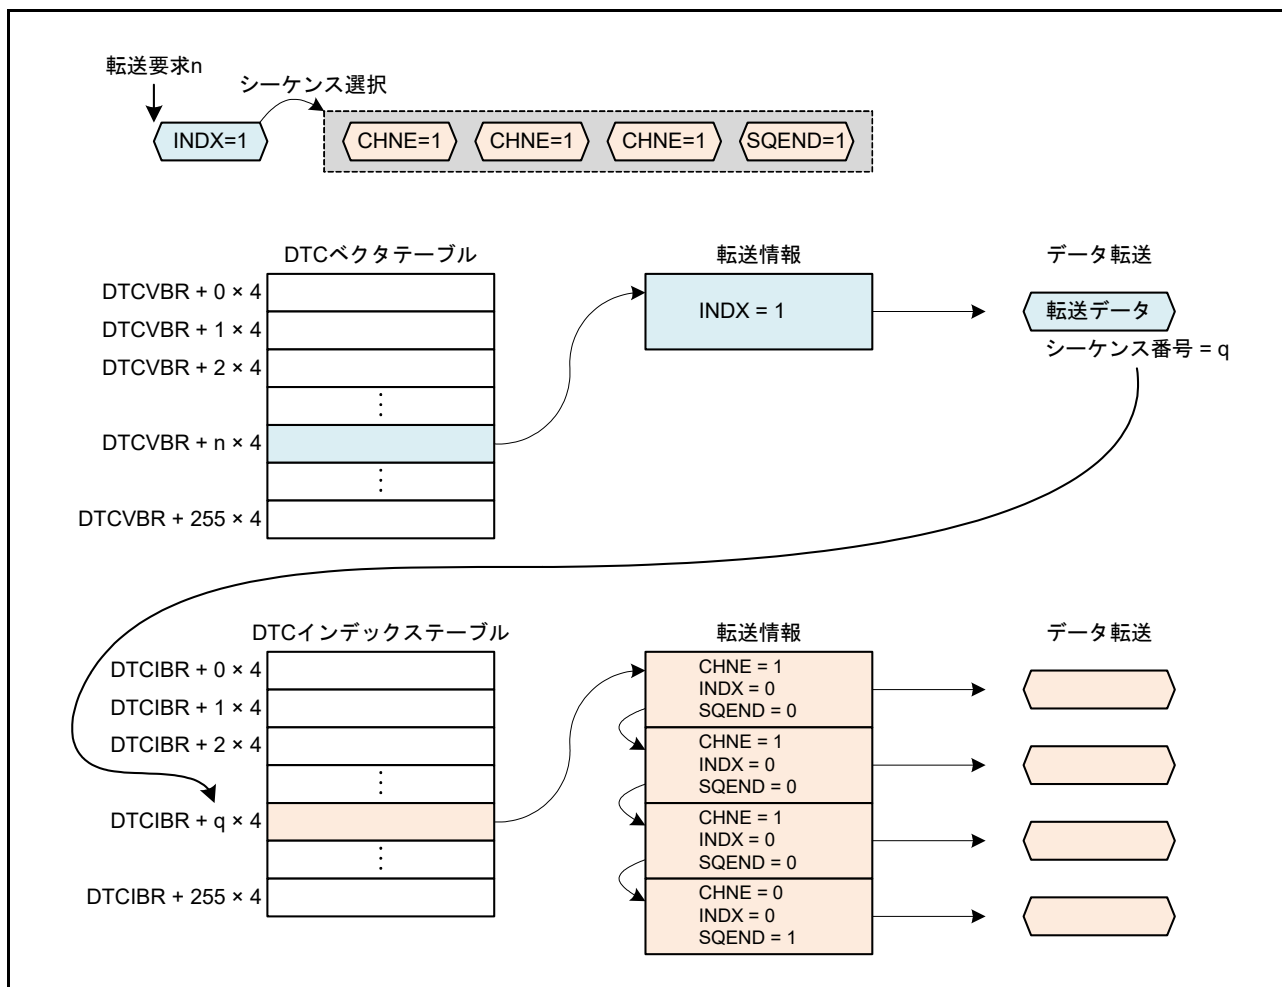 転送要求n
シーケンス選択
INDX=1
CHNE=1
CHNE=1
CHNE=1
SQEND=1
DTCベクタテーブル
転送情報
データ転送
DTCVBR + 0 × 4
DTCVBR + 1 × 4
DTCVBR + 2 × 4
⋮
DTCVBR + n × 4
⋮
DTCVBR + 255 × 4
INDX = 1
転送データ
シーケンス番号 = q
DTCインデックステーブル
転送情報
データ転送
DTCIBR + 0 × 4
DTCIBR + 1 × 4
DTCIBR + 2 × 4
⋮
DTCIBR + q × 4
⋮
DTCIBR + 255 × 4
CHNE = 1
INDX = 0
SQEND = 0
CHNE = 1
INDX = 0
SQEND = 0
CHNE = 1
INDX = 0
SQEND = 0
CHNE = 0
INDX = 0
SQEND = 1